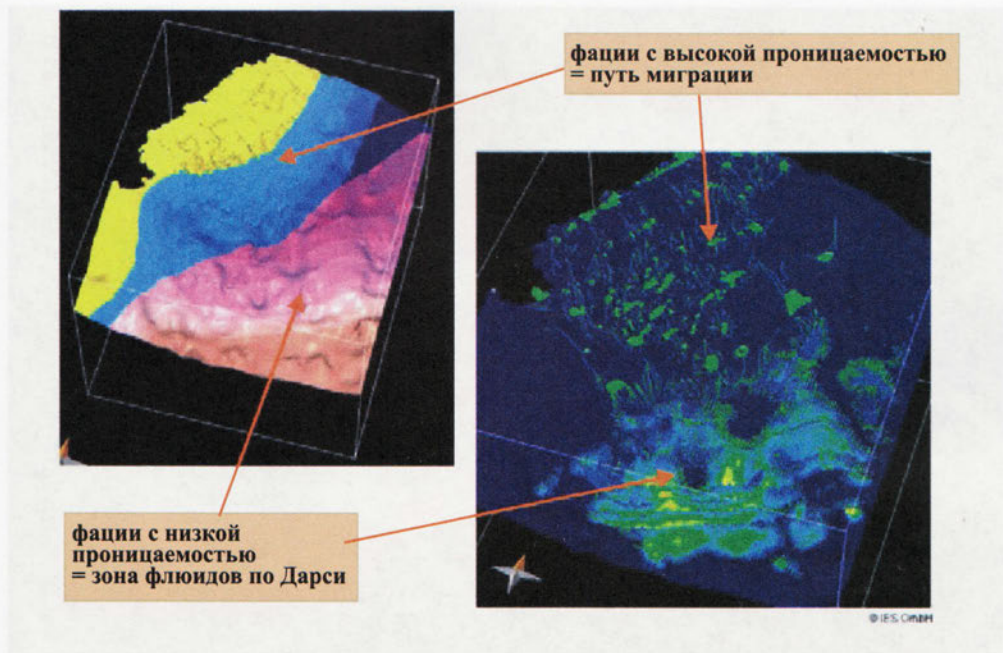 фации с высокой проницаемостью
= путь миграции
фации с низкой
проницаемостью
= зона флюидов по Дарси
© IES GmbH